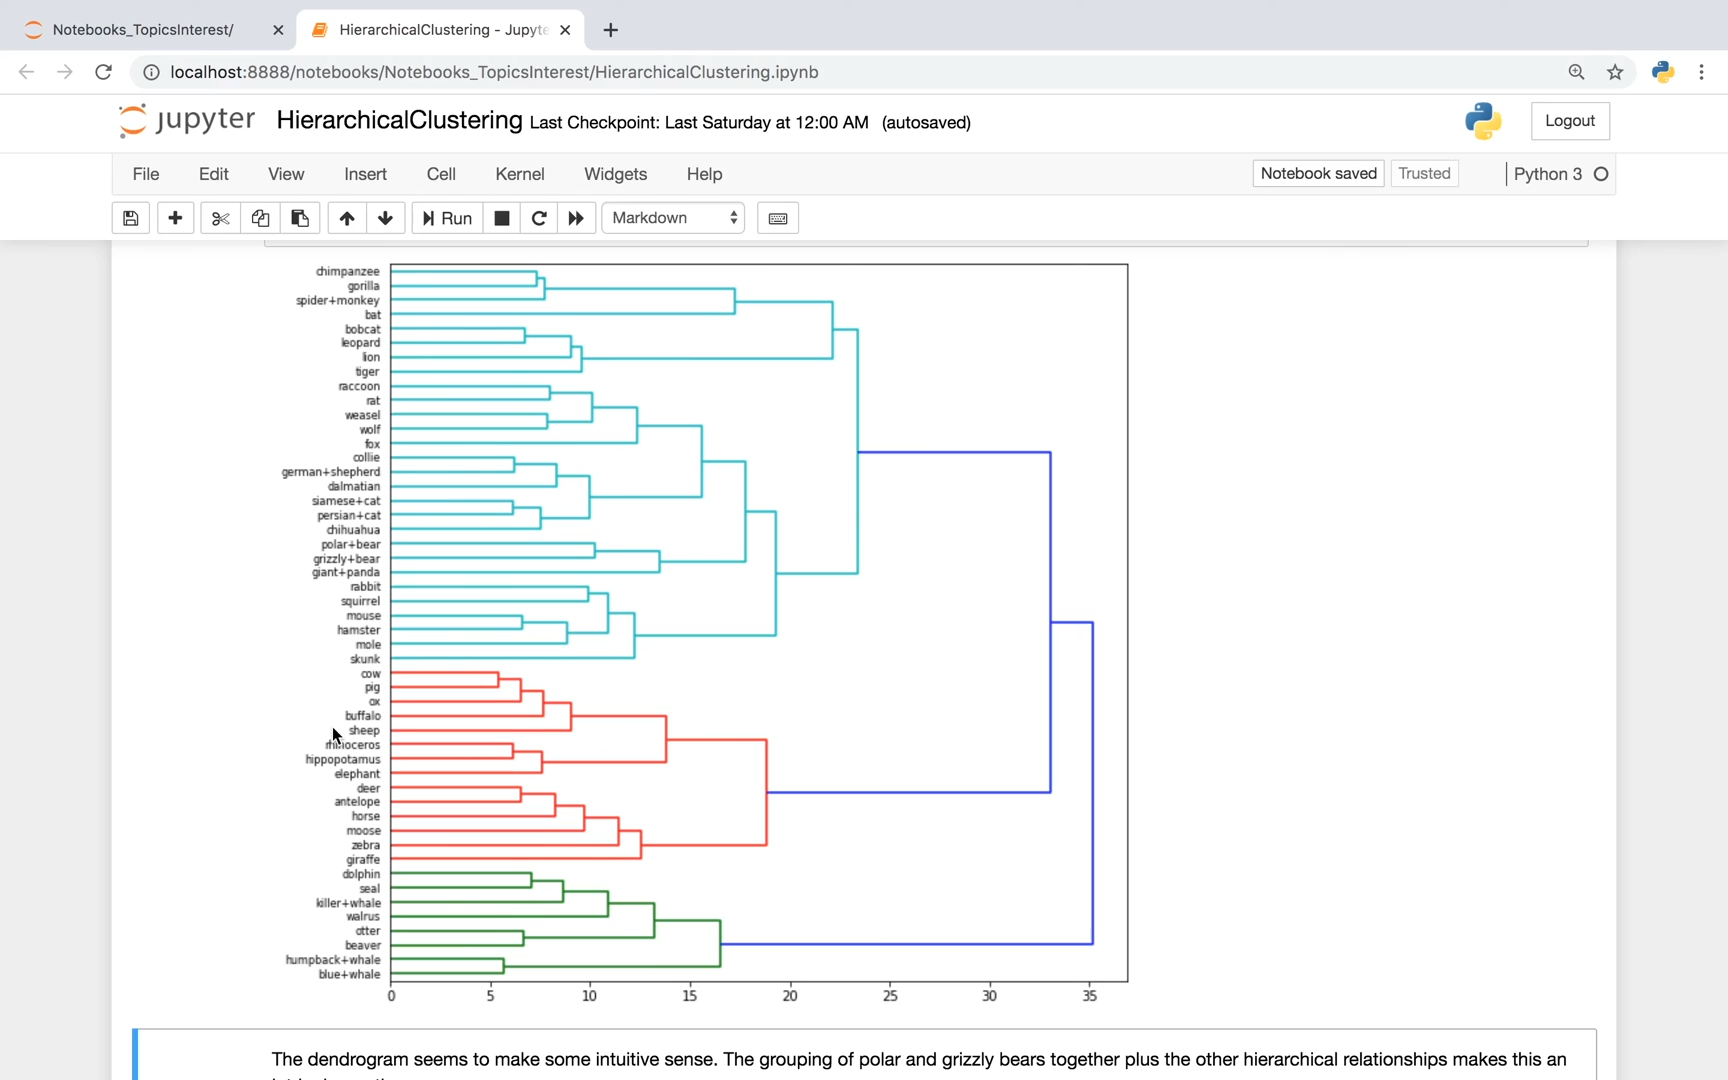 Notebooks_TopicsInterest/
HierarchicalClustering - Jupyte
localhost:8888/notebooks/Notebooks_TopicsInterest/HierarchicalClustering.ipynb
jupyter HierarchicalClustering Last Checkpoint: Last Saturday at 12:00 AM (autosaved)
Logout
File Edit View Insert Cell Kernel Widgets Help Notebook saved Trusted Python 3
Run Markdown
chimpanzee
gorilla
spider+monkey
bat
bobcat
leopard
lion
tiger
raccoon
rat
weasel
wolf
fox
collie
german+shepherd
dalmatian
siamese+cat
persian+cat
chihuahua
polar+bear
grizzly+bear
giant+panda
rabbit
squirrel
mouse
hamster
mole
skunk
cow
pig
ox
buffalo
sheep
rhinoceros
hippopotamus
elephant
deer
antelope
horse
moose
zebra
giraffe
dolphin
seal
killer+whale
walrus
otter
beaver
humpback+whale
blue+whale
0 5 10 15 20 25 30 35
The dendrogram seems to make some intuitive sense. The grouping of polar and grizzly bears together plus the other hierarchical relationships makes this an